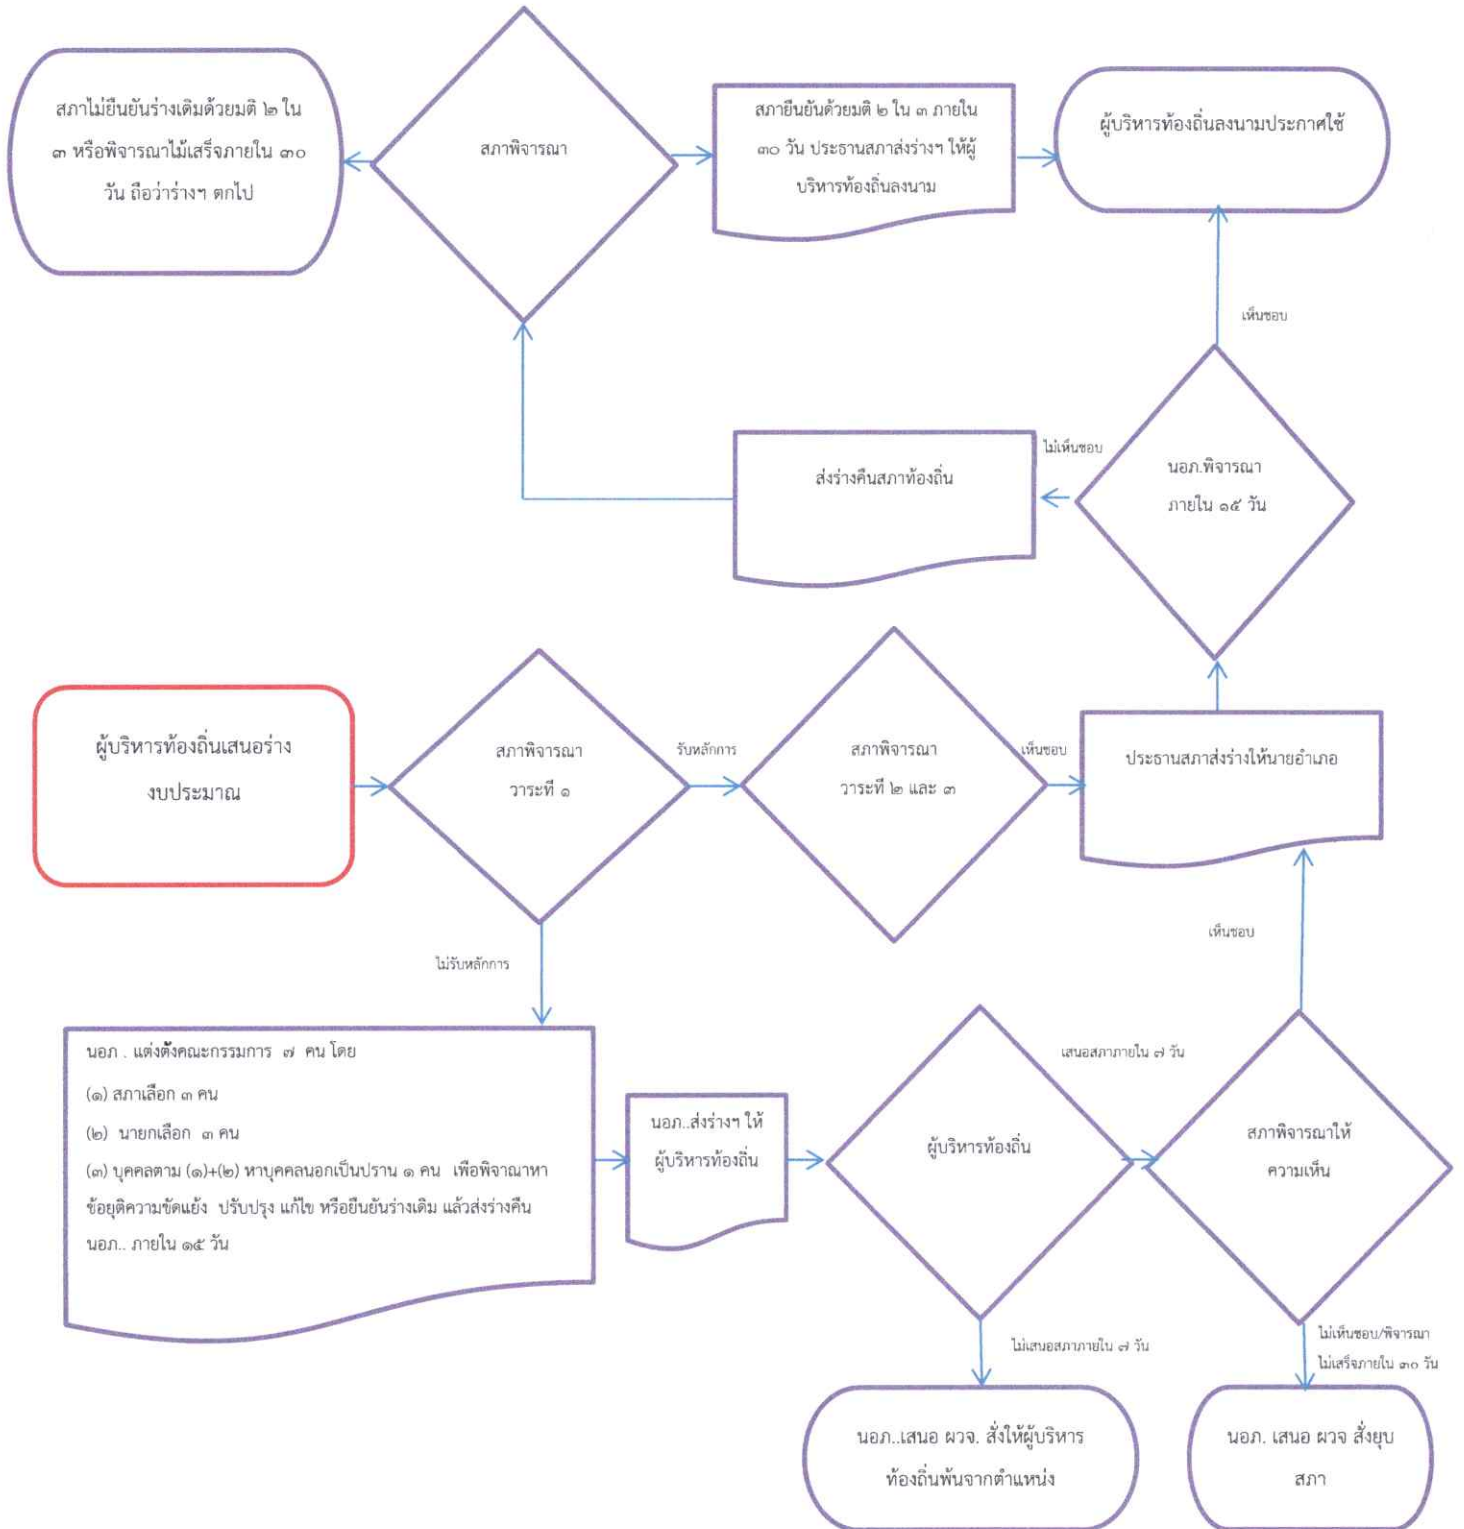 สภาไม่ยืนยันร่างเดิมด้วยมติ ๒ ใน
๓ หรือพิจารณาไม้เสร็จภายใน ๓๐
วัน ถือว่าร่างฯ ตกไป
สภาพิจารณา
สภายืนยันด้วยมติ ๒ ใน ๓ ภายใน
๓๐ วัน ประธานสภาส่งร่างฯ ให้ผู้
บริหารท้องถิ่นลงนาม
ผู้บริหารท้องถิ่นลงนามประกาศใช้
เห็นชอบ
ส่งร่างคืนสภาท้องถิ่น
ไม่เห็นชอบ
นอภ.พิจารณา
ภายใน ๑๕ วัน
ผู้บริหารท้องถิ่นเสนอร่าง
งบประมาณ
สภาพิจารณา
วาระที่ ๑
รับหลักการ
สภาพิจารณา
วาระที่ ๒ และ ๓
เห็นชอบ
ประธานสภาส่งร่างให้นายอำเภอ
ไม่รับหลักการ
เห็นชอบ
นอภ . แต่งตั้งคณะกรรมการ ๗ คน โดย
(๑) สภาเลือก ๓ คน
(๒) นายกเลือก ๓ คน
(๓) บุคคลตาม (๑)+(๒) หาบุคคลนอกเป็นปราน ๑ คน เพือพิจาณาหา
ข้อยุติความขัดแย้ง ปรับปรุง แก้ไข หรือยืนยันร่างเดิม แล้วส่งร่างคืน
นอภ.. ภายใน ๑๕ วัน
นอภ..ส่งร่างฯ ให้
ผู้บริหารท้องถิ่น
ผู้บริหารท้องถิ่น
เสนอสภาภายใน ๗ วัน
สภาพิจารณาให้
ความเห็น
ไม่เสนอสภาภายใน ๗ วัน
ไม่เห็นชอบ/พิจารณา
ไม่เสร็จภายใน ๓๐ วัน
นอภ..เสนอ ผวจ. สั่งให้ผู้บริหาร
ท้องถิ่นพ้นจากตำแหน่ง
นอภ. เสนอ ผวจ สั่งยุบ
สภา